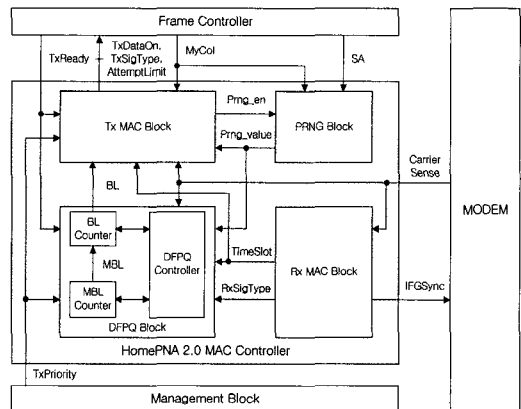 Frame Controller
TxReady
TxDataOn,
TxSigType,
AttemptLimit
MyCol
SA
Tx MAC Block
Prng_en
PRNG Block
Prng_value
Carrier
Sense
MODEM
BL
BL
Counter
MBL
MBL
Counter
DFPQ
Controller
DFPQ Block
TimeSlot
RxSigType
Rx MAC Block
IFGSync
HomePNA 2.0 MAC Controller
TxPriority
Management Block